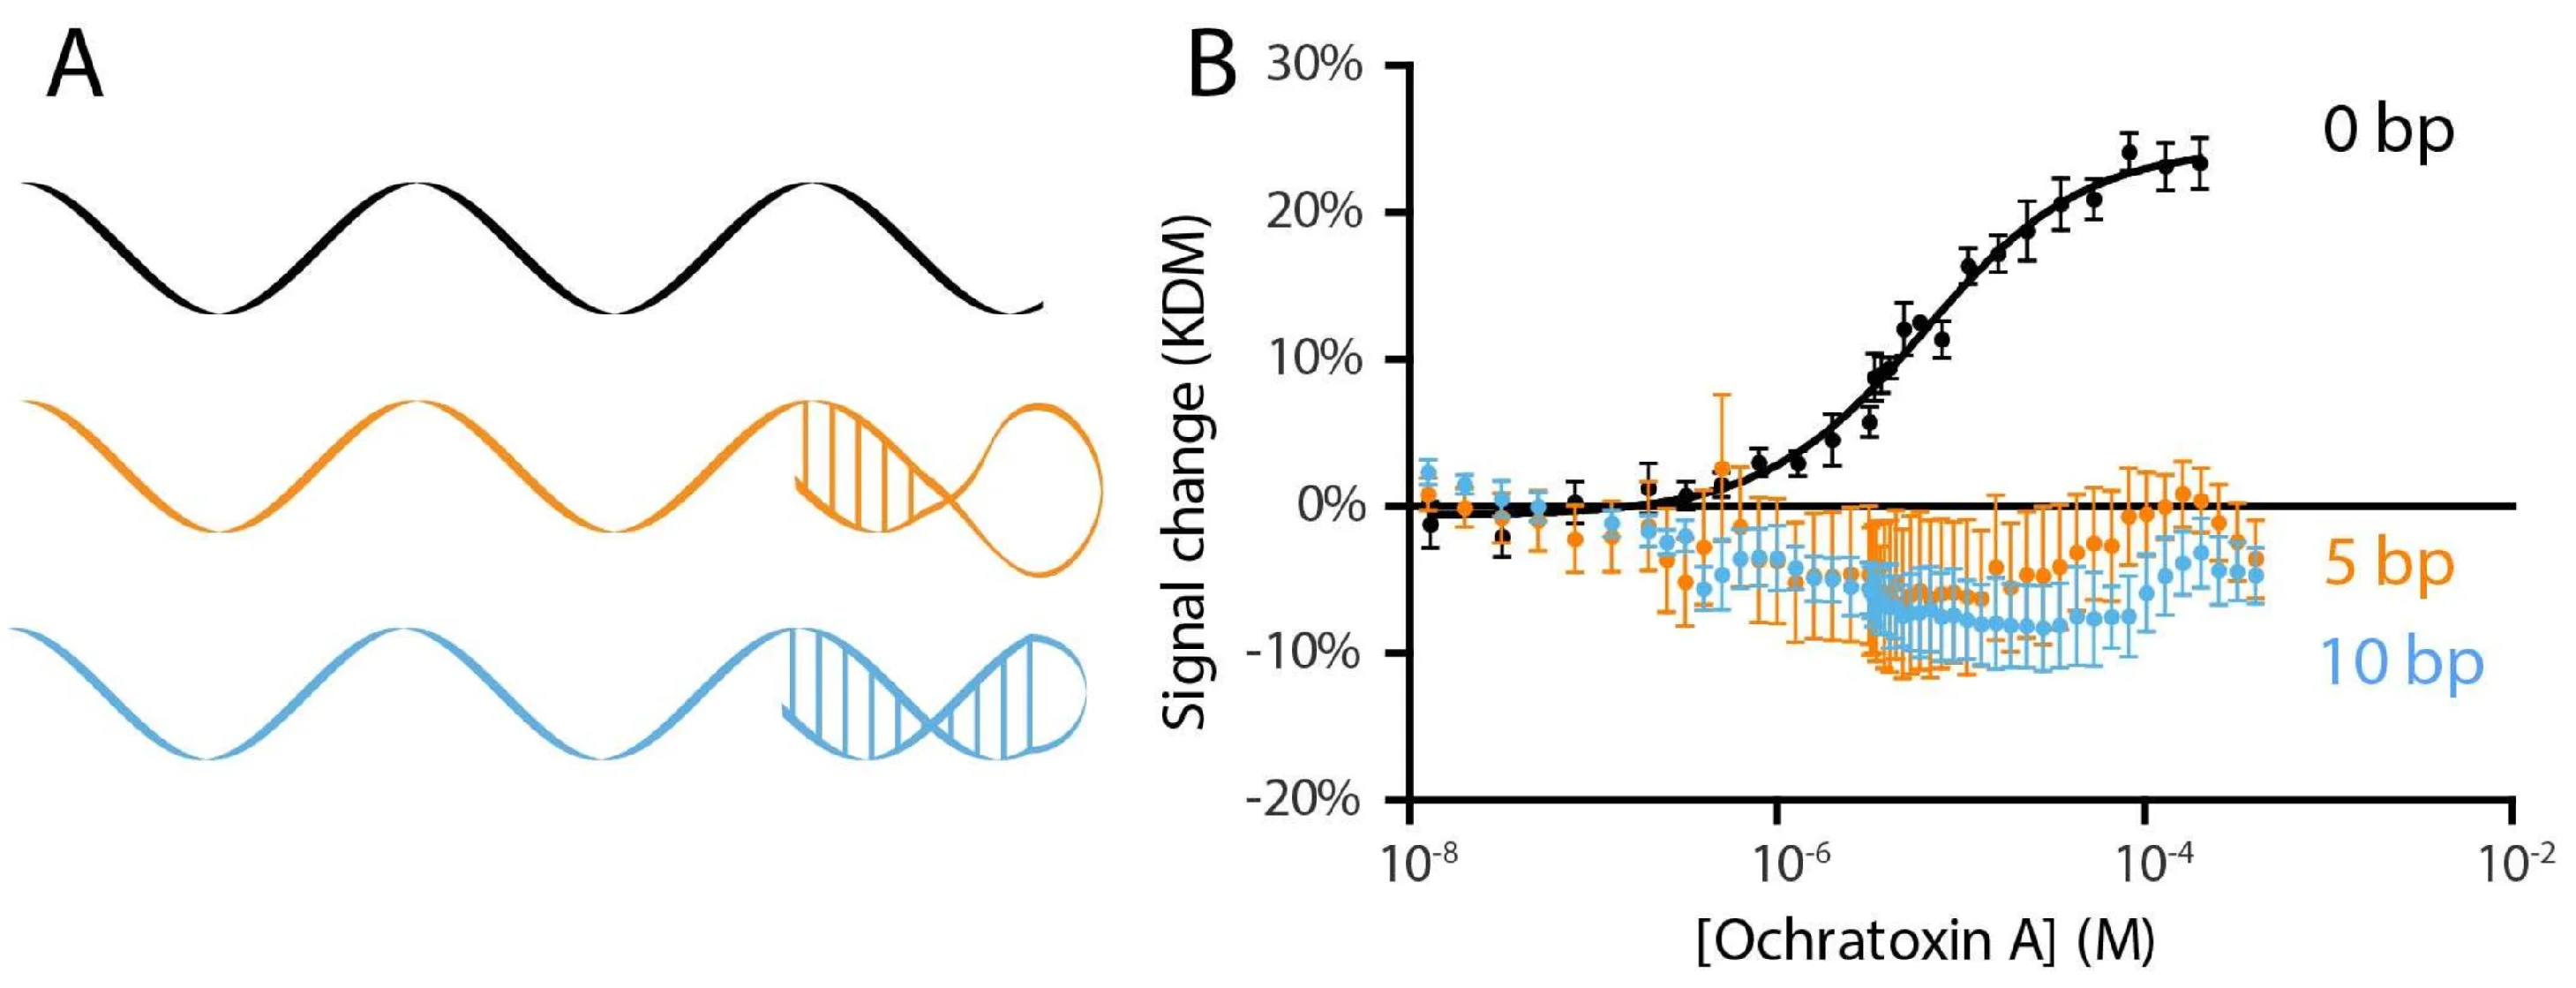 A
B
30%
20%
10%
0%
-10%
-20%
Signal change (KDM)
0 bp
5 bp
10 bp
10⁻⁸
10⁻⁶
10⁻⁴
10⁻²
[Ochratoxin A] (M)